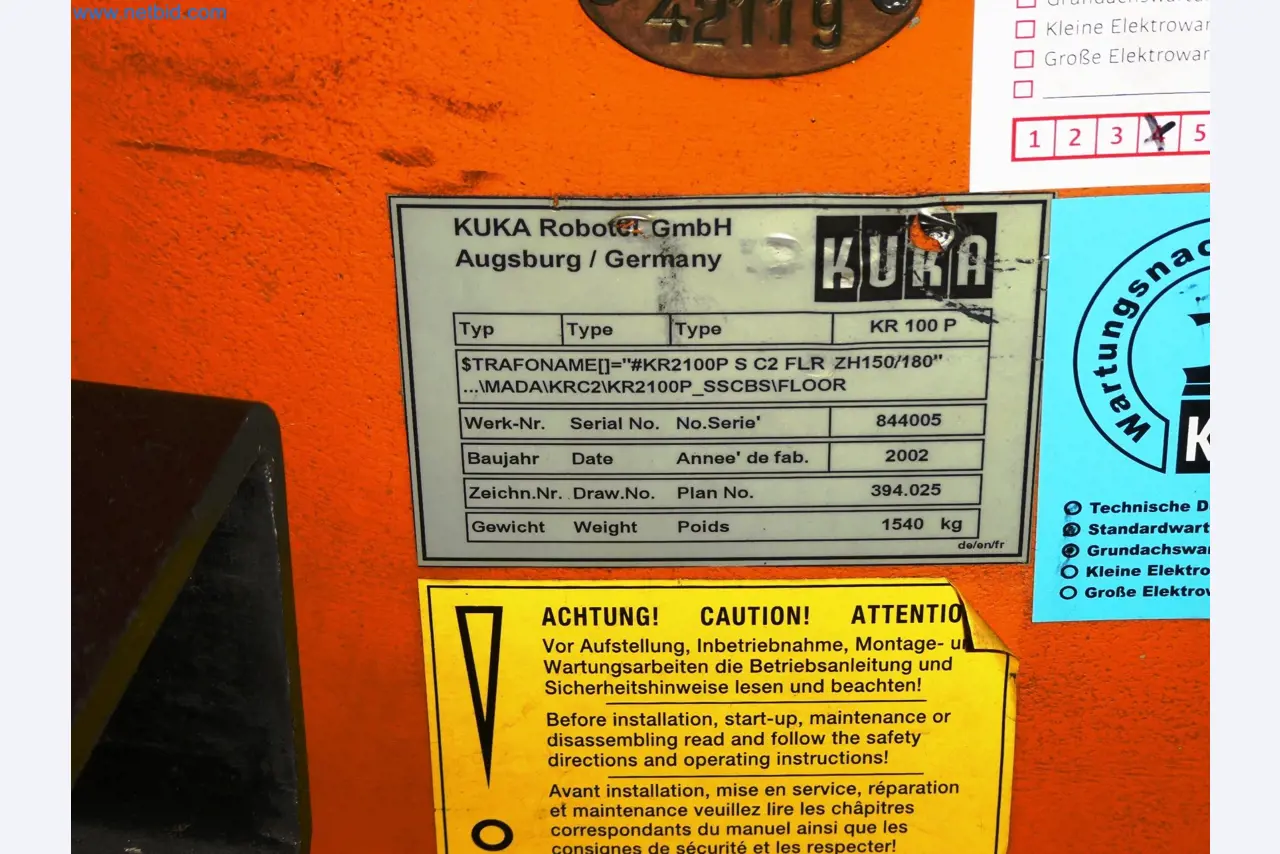 www.netbid.com
42119
Kleine Elektrowar
Große Elektrowar
1 2 3 4 5
KUKA Roboter GmbH
Augsburg / Germany
KUKA
Typ Type Type KR 100 P
$TRAFONAME[]="#KR2100P S C2 FLR ZH150/180"
...\MADA\KRC2\KR2100P_SSCBS\FLOOR
Werk-Nr. Serial No. No.Serie' 844005
Baujahr Date Annee' de fab. 2002
Zeichn.Nr. Draw.No. Plan No. 394.025
Gewicht Weight Poids 1540 kg
de/en/fr
Wartungsnac
K
Technische D
Standardwart
Grundachswa
Kleine Elektro
Große Elektrow
ACHTUNG! CAUTION! ATTENTIO
Vor Aufstellung, Inbetriebnahme, Montage- u
Wartungsarbeiten die Betriebsanleitung und
Sicherheitshinweise lesen und beachten!
Before installation, start-up, maintenance or
disassembling read and follow the safety
directions and operating instructions!
Avant installation, mise en service, réparation
et maintenance veuillez lire les châpitres
correspondants du manuel ainsi que les
consignes de sécurité et les respecter!